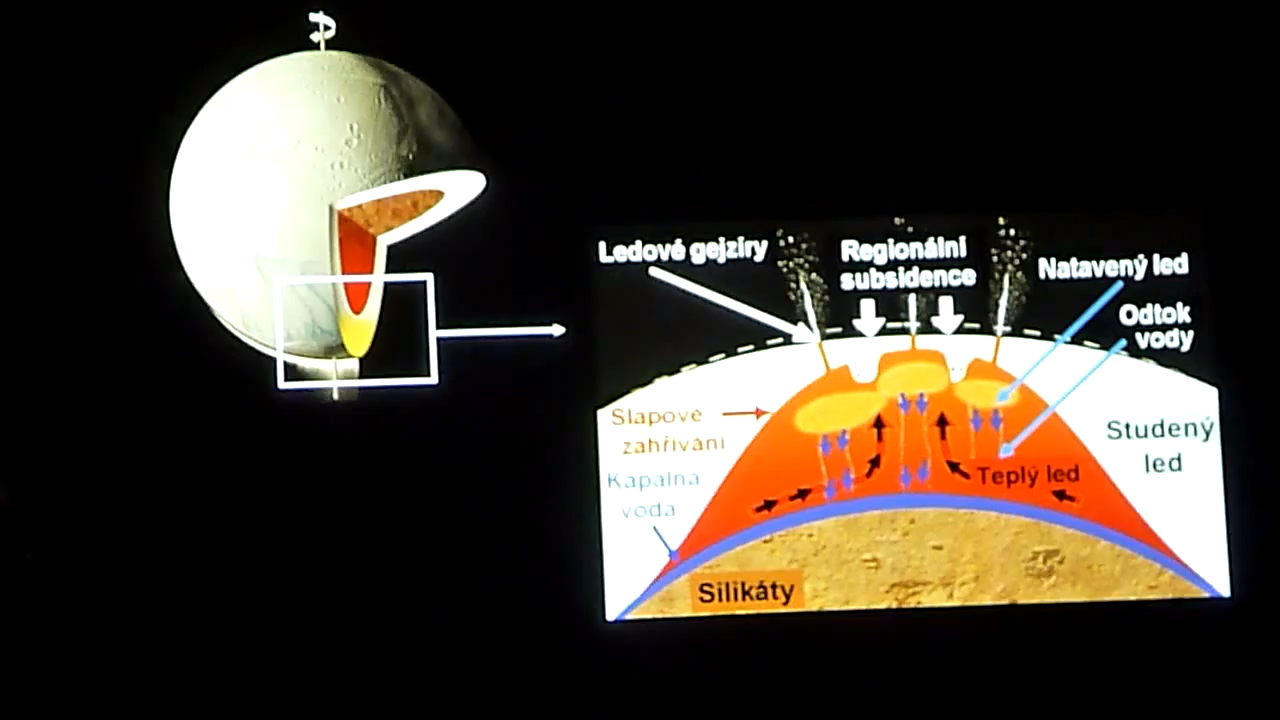 Ledové gejzíry
Regionální
subsidence
Natavený led
Odtok
vody
Slapové
zahřívání
Kapalná
voda
Studený
led
Teplý led
Silikáty